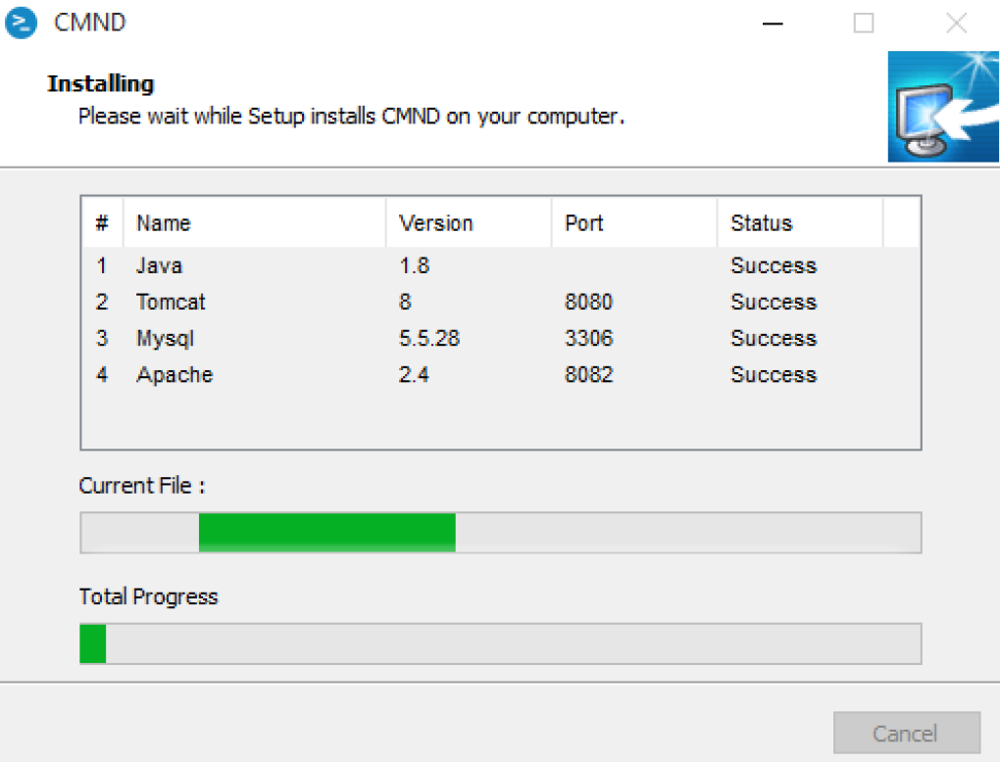 CMND
Installing
Please wait while Setup installs CMND on your computer.
# Name Version Port Status
1 Java 1.8 Success
2 Tomcat 8 8080 Success
3 Mysql 5.5.28 3306 Success
4 Apache 2.4 8082 Success
Current File :
Total Progress
Cancel